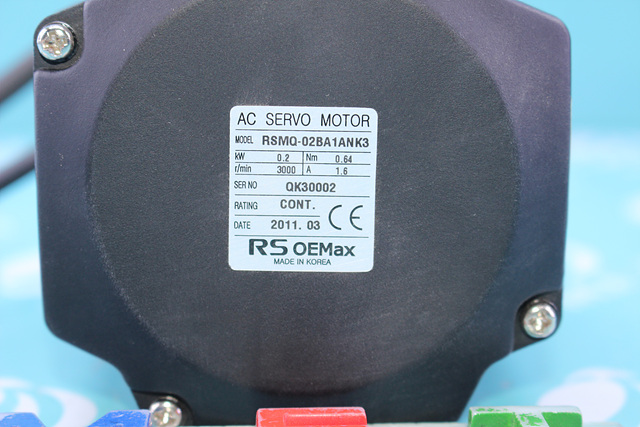 AC SERVO MOTOR
MODEL RSMQ-02BA1ANK3
kW 0.2 Nm 0.64
r/min 3000 A 1.6
SER NO QK30002
RATING CONT.
DATE 2011. 03 CE
RS OEMax
MADE IN KOREA